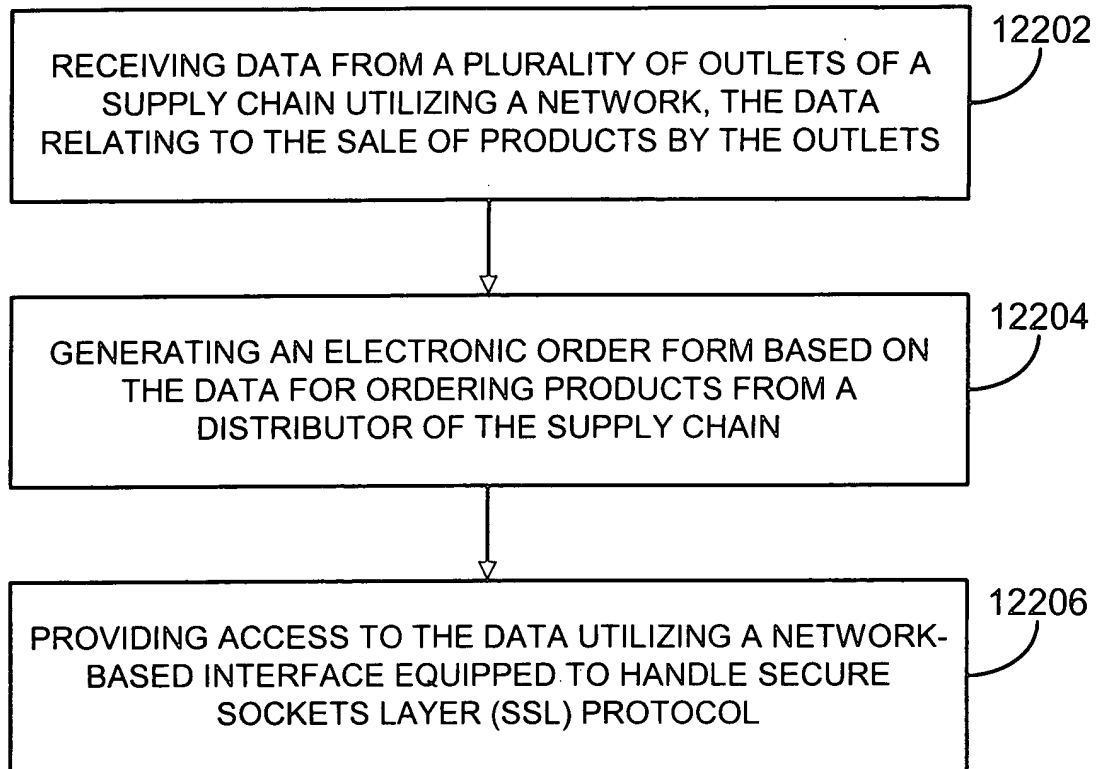 12202
RECEIVING DATA FROM A PLURALITY OF OUTLETS OF A
SUPPLY CHAIN UTILIZING A NETWORK, THE DATA
RELATING TO THE SALE OF PRODUCTS BY THE OUTLETS
12204
GENERATING AN ELECTRONIC ORDER FORM BASED ON
THE DATA FOR ORDERING PRODUCTS FROM A
DISTRIBUTOR OF THE SUPPLY CHAIN
12206
PROVIDING ACCESS TO THE DATA UTILIZING A NETWORK-
BASED INTERFACE EQUIPPED TO HANDLE SECURE
SOCKETS LAYER (SSL) PROTOCOL